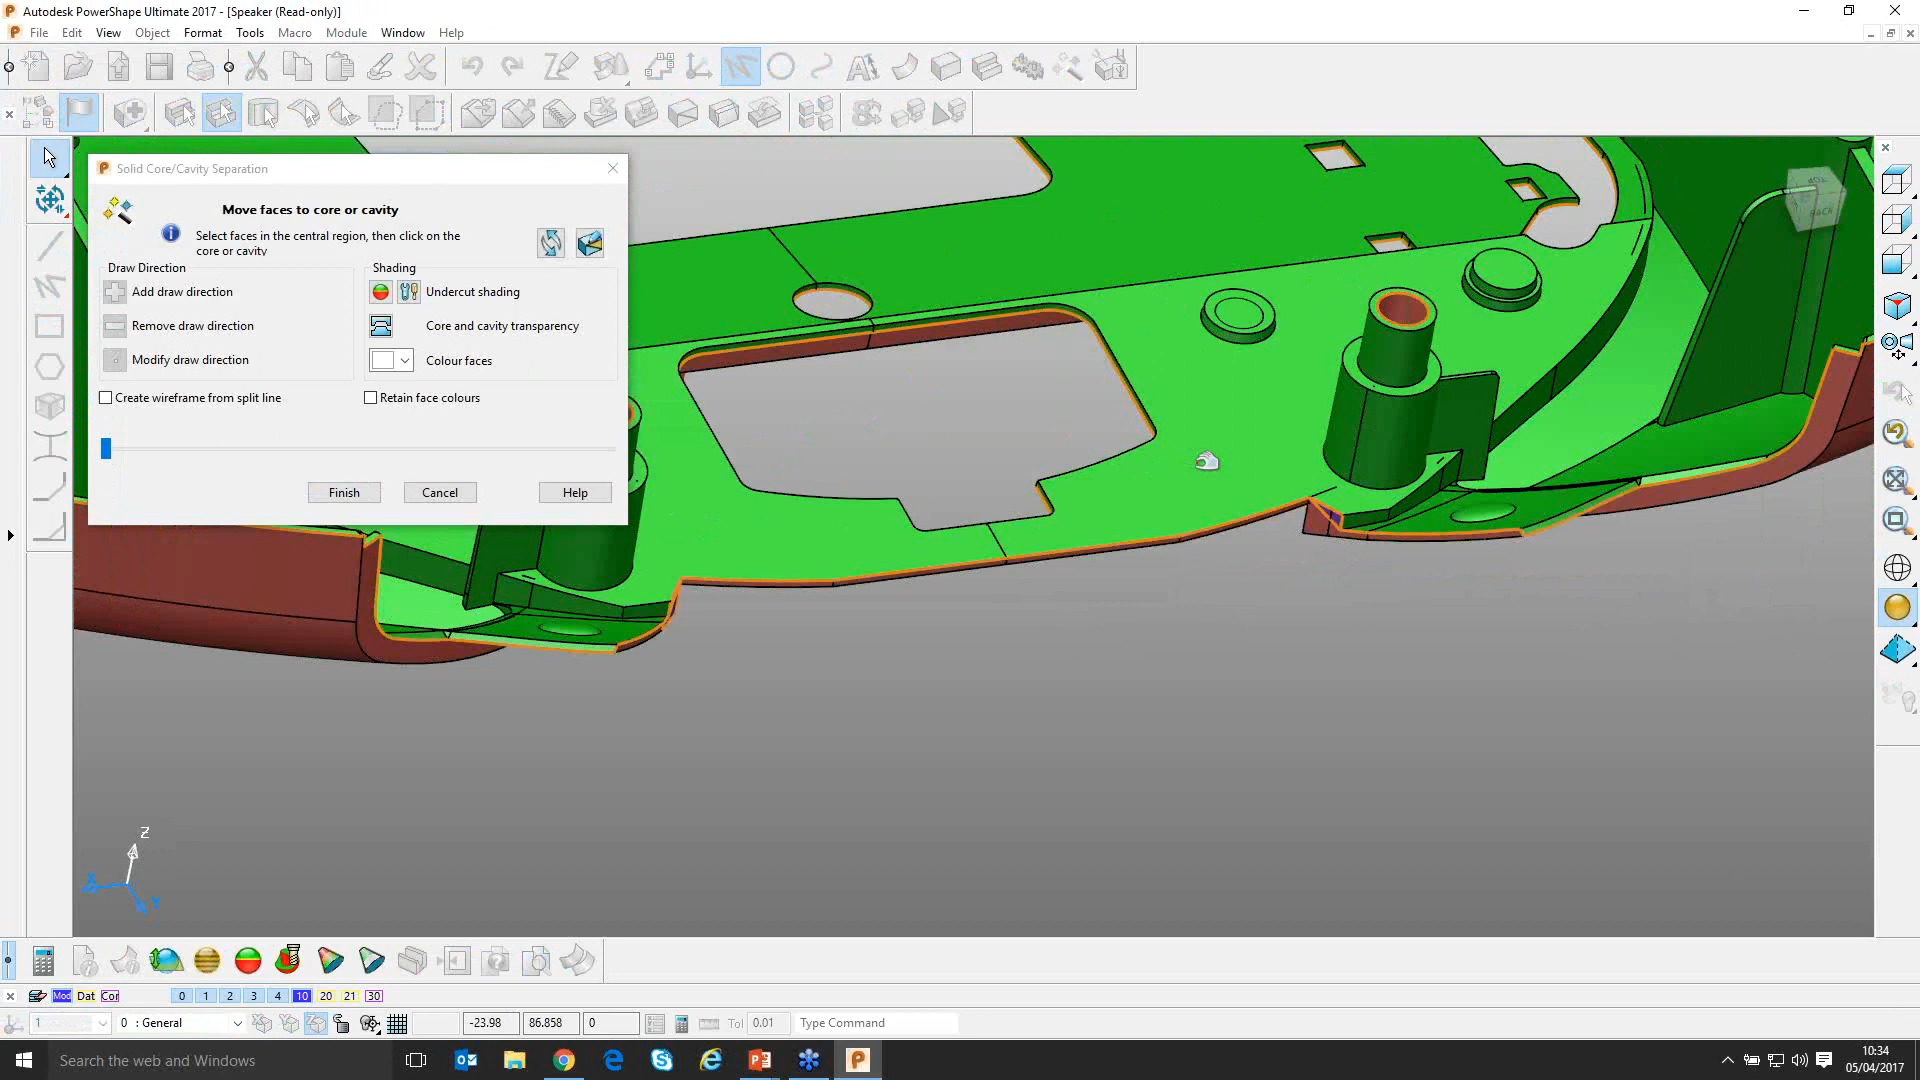 Autodesk PowerShape Ultimate 2017 - [Speaker (Read-only)]
File Edit View Object Format Tools Macro Module Window Help
Solid Core/Cavity Separation
Move faces to core or cavity
Select faces in the central region, then click on the
core or cavity
Draw Direction
Shading
Add draw direction
Undercut shading
Remove draw direction
Core and cavity transparency
Modify draw direction
Colour faces
Create wireframe from split line
Retain face colours
Finish Cancel Help
TOP
BACK
Z
X
Y
Mod Dat Cor 0 1 2 3 4 10 20 21 30
1 0 : General -23.98 86.858 0 Tol 0.01 Type Command
Search the web and Windows
10:34
05/04/2017